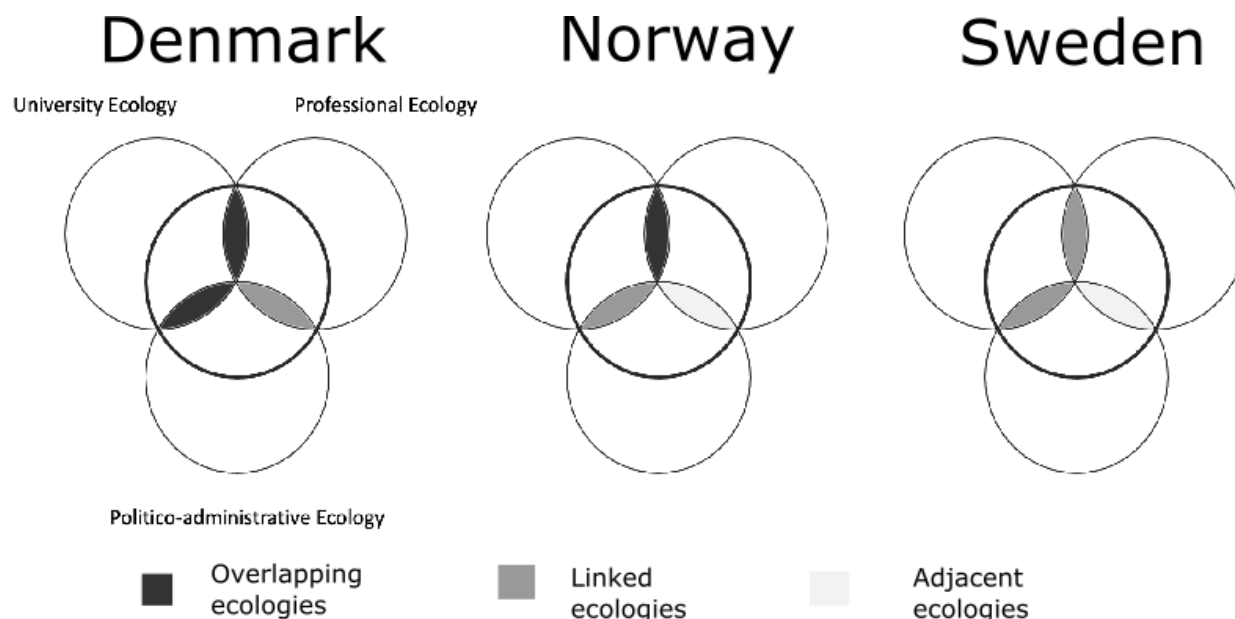 Denmark
Norway
Sweden
University Ecology
Professional Ecology
Politico-administrative Ecology
Overlapping
ecologies
Linked
ecologies
Adjacent
ecologies